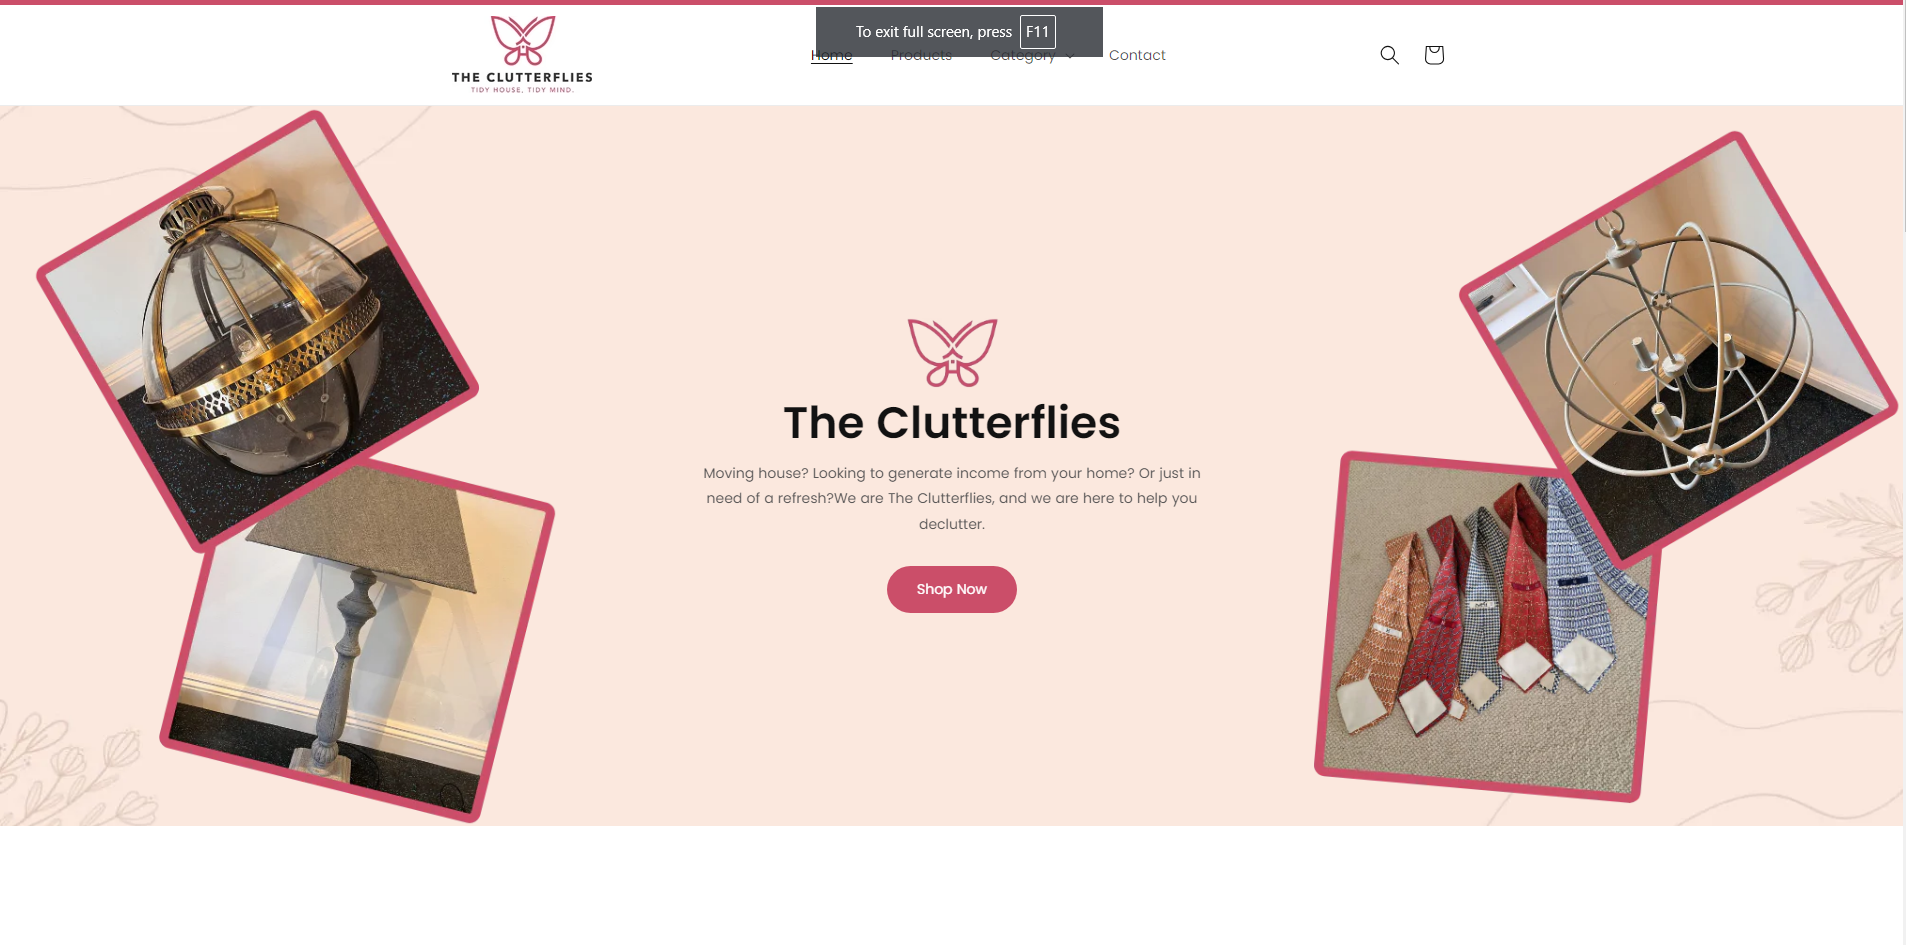 THE CLUTTERFLIES
TIDY HOUSE, TIDY MIND.
To exit full screen, press F11
Home Products Category Contact
The Clutterflies
Moving house? Looking to generate income from your home? Or just in
need of a refresh?We are The Clutterflies, and we are here to help you
declutter.
Shop Now